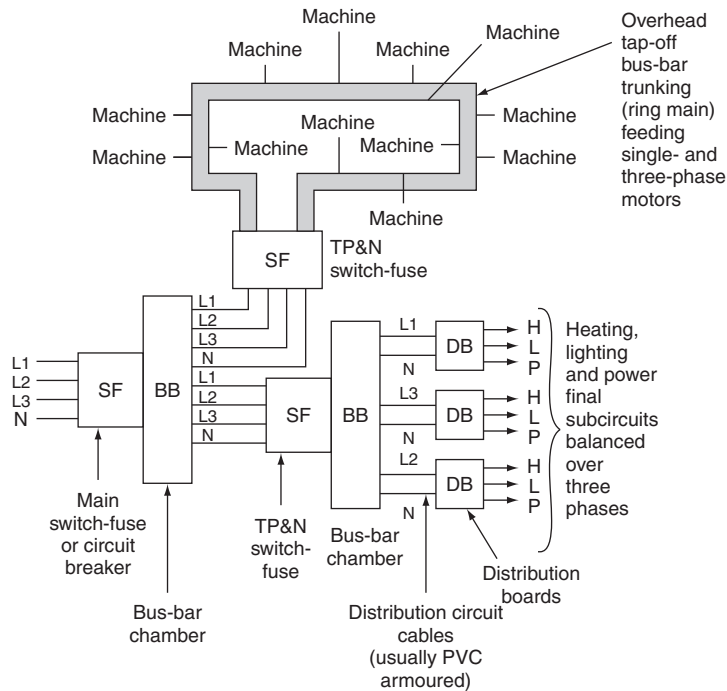 Machine
Machine
Machine
Machine
Overhead
tap-off
bus-bar
trunking
(ring main)
feeding
single- and
three-phase
motors
Machine
Machine
Machine
Machine
Machine
Machine
Machine
Machine
SF
TP&N
switch-fuse
L1
L2
L3
N
SF
BB
L1
L2
L3
N
L1
L2
L3
N
SF
BB
L1
N
DB
H
L
P
L3
N
DB
H
L
P
L2
N
DB
H
L
P
Heating,
lighting
and power
final
subcircuits
balanced
over
three
phases
Main
switch-fuse
or circuit
breaker
Bus-bar
chamber
TP&N
switch-
fuse
Bus-bar
chamber
Distribution circuit
cables
(usually PVC
armoured)
Distribution
boards